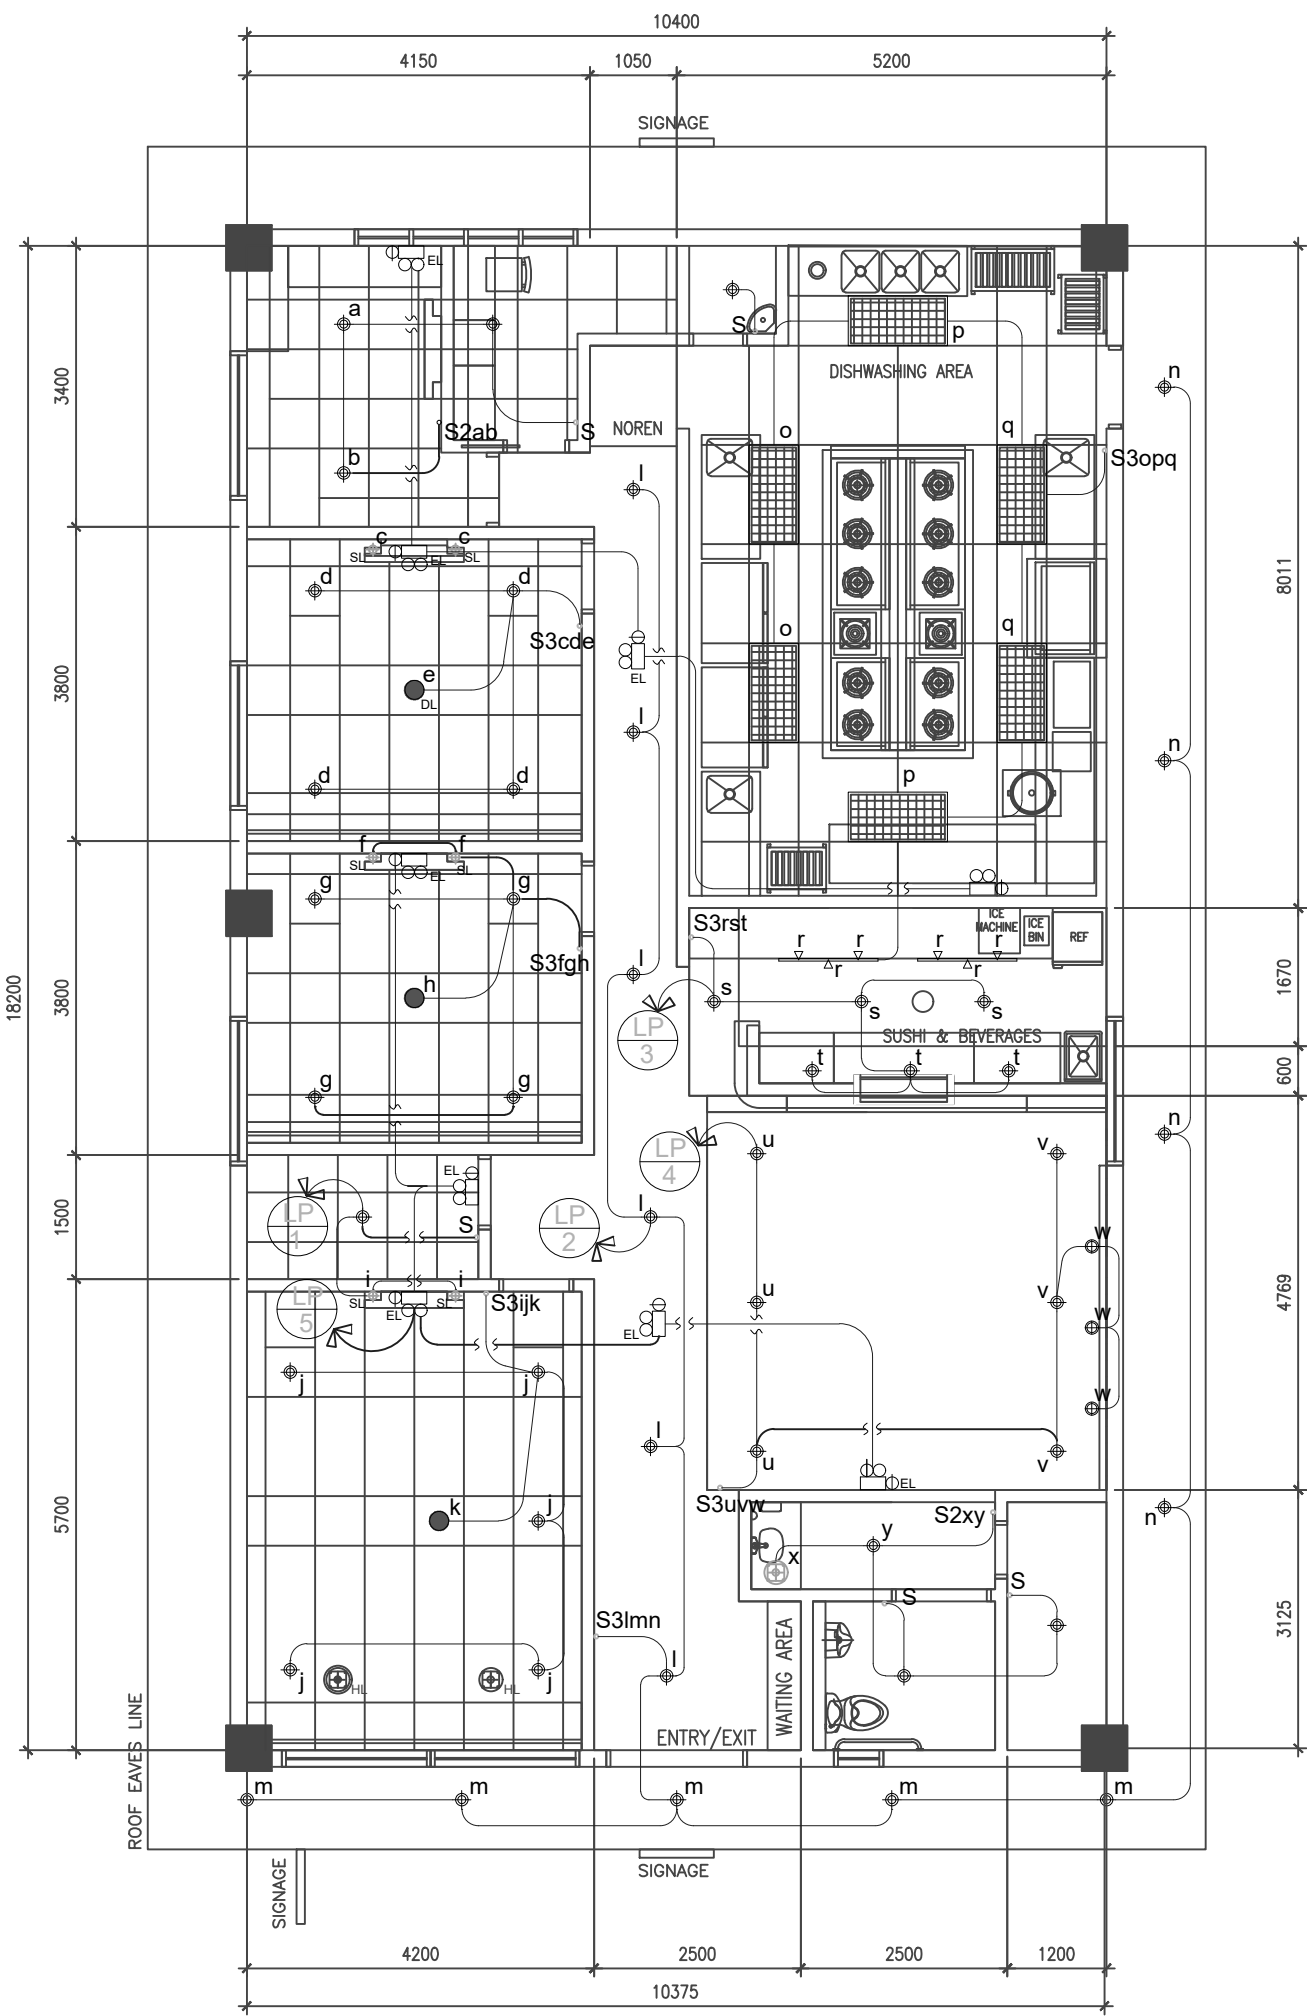 10400
4150
1050
5200
SIGNAGE
EL
a
S
p
DISHWASHING AREA
n
3400
S2ab
S
NOREN
o
q
S3opq
b
l
c
c
SL
EL
SL
d
d
8011
S3cde
o
q
EL
3800
e
DL
l
n
d
d
p
f
f
SL
EL
SL
g
g
S3rst
ICE
MACHINE
ICE
BIN
REF
r
r
r
r
r
r
S3fgh
l
h
s
s
s
1670
3800
18200
LP
3
SUSHI & BEVERAGES
t
t
t
600
g
g
n
u
v
LP
4
EL
1500
LP
1
S
LP
2
l
w
i
i
SL
EL
SL
LP
5
S3ijk
u
v
4769
EL
w
j
j
w
l
u
v
EL
S3uvw
S2xy
5700
k
j
y
n
x
S
S
S3lmn
3125
WAITING AREA
l
j
HL
HL
j
ENTRY/EXIT
ROOF EAVES LINE
m
m
m
m
m
SIGNAGE
SIGNAGE
4200
2500
2500
1200
10375